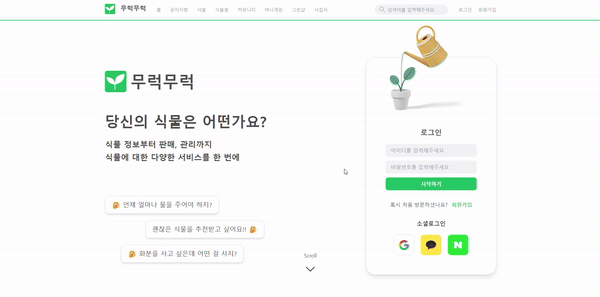 무럭무럭
홈 공지사항 식물 식물원 커뮤니티 미니게임 그린샵 식집사
검색어를 입력해주세요.
로그인 회원가입
무럭무럭
당신의 식물은 어떤가요?
식물 정보부터 판매, 관리까지
식물에 대한 다양한 서비스를 한 번에
언제 얼마나 물을 주어야 하지?
괜찮은 식물을 추천받고 싶어요!!
화분을 사고 싶은데 어떤 걸 사지?
Scroll
로그인
아이디를 입력해주세요
비밀번호를 입력해주세요
시작하기
혹시 처음 방문하셨나요? 회원가입
소셜로그인
G
N